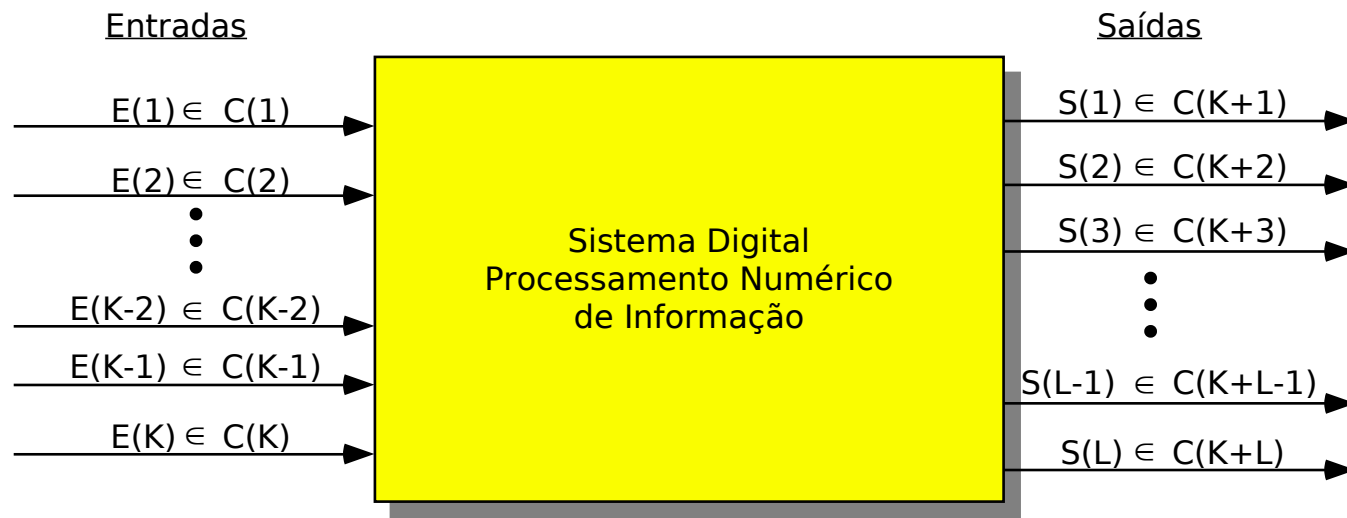 Entradas
E(1) ∈ C(1)
E(2) ∈ C(2)
E(K-2) ∈ C(K-2)
E(K-1) ∈ C(K-1)
E(K) ∈ C(K)
Sistema Digital
Processamento Numérico
de Informação
Saídas
S(1) ∈ C(K+1)
S(2) ∈ C(K+2)
S(3) ∈ C(K+3)
S(L-1) ∈ C(K+L-1)
S(L) ∈ C(K+L)